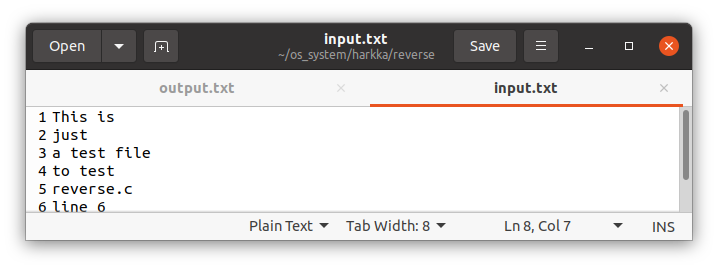 Open
input.txt
~/os_system/harkka/reverse
Save
output.txt
input.txt
1 This is
2 just
3 a test file
4 to test
5 reverse.c
6 line 6
Plain Text
Tab Width: 8
Ln 8, Col 7
INS